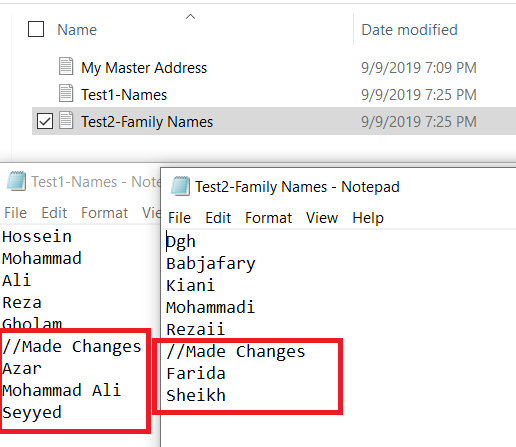 Name Date modified
My Master Address 9/9/2019 7:09 PM
Test1-Names 9/9/2019 7:25 PM
Test2-Family Names 9/9/2019 7:25 PM
Test1-Names - Note
File Edit Format Vie
Hossein
Mohammad
Ali
Reza
Gholam
//Made Changes
Azar
Mohammad Ali
Seyyed
Test2-Family Names - Notepad
File Edit Format View Help
Dgh
Babjafary
Kiani
Mohammadi
Rezaii
//Made Changes
Farida
Sheikh